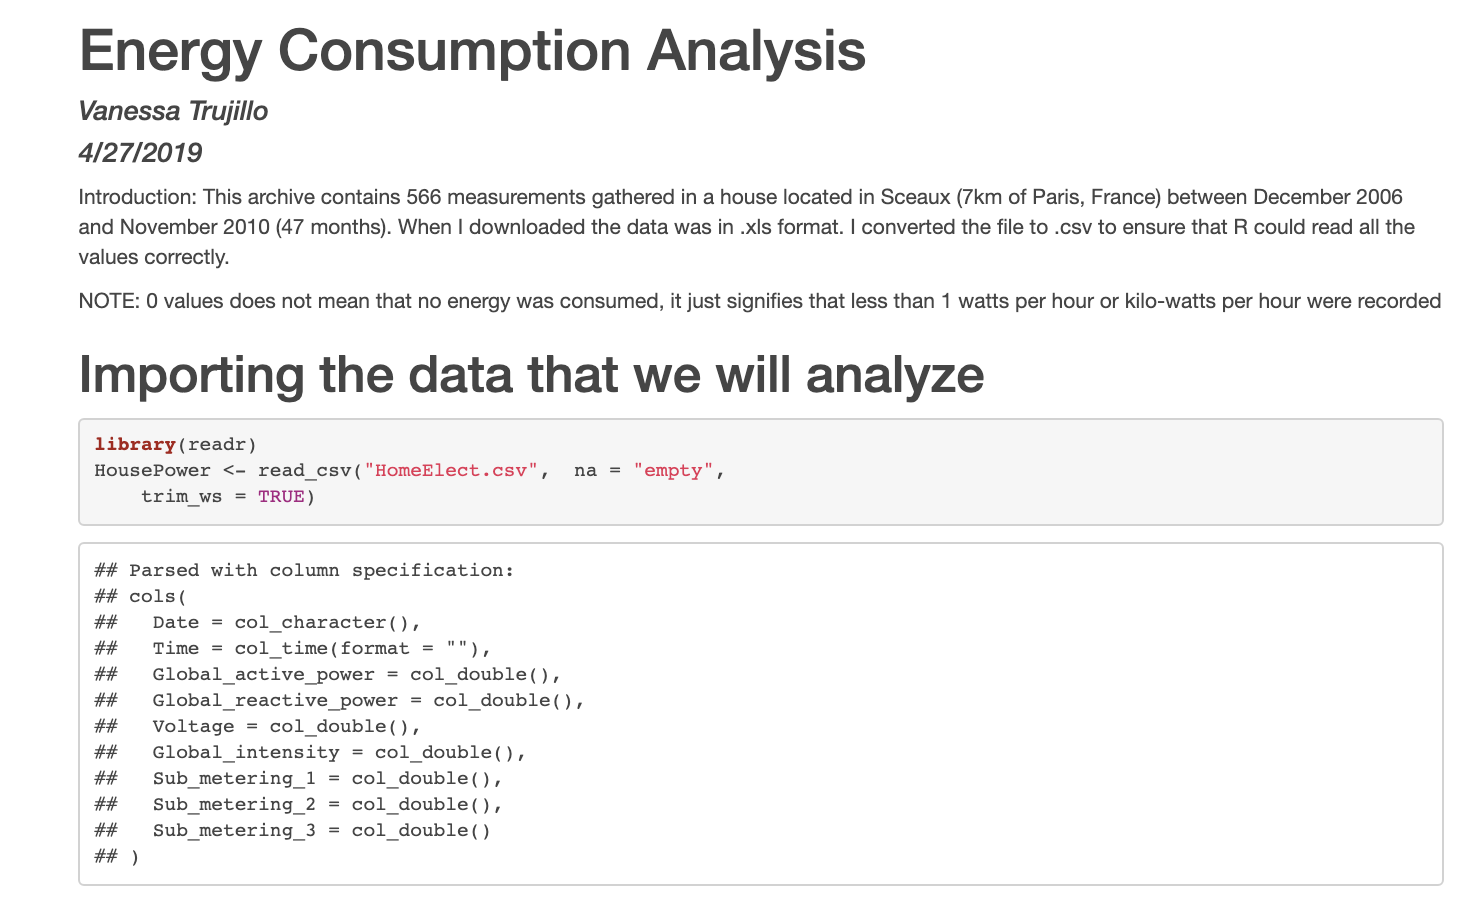 Energy Consumption Analysis
Vanessa Trujillo
4/27/2019
Introduction: This archive contains 566 measurements gathered in a house located in Sceaux (7km of Paris, France) between December 2006
and November 2010 (47 months). When I downloaded the data was in .xls format. I converted the file to .csv to ensure that R could read all the
values correctly.
NOTE: 0 values does not mean that no energy was consumed, it just signifies that less than 1 watts per hour or kilo-watts per hour were recorded
Importing the data that we will analyze
library(readr)
HousePower <- read_csv("HomeElect.csv",  na = "empty",
    trim_ws = TRUE)
## Parsed with column specification:
## cols(
##   Date = col_character(),
##   Time = col_time(format = ""),
##   Global_active_power = col_double(),
##   Global_reactive_power = col_double(),
##   Voltage = col_double(),
##   Global_intensity = col_double(),
##   Sub_metering_1 = col_double(),
##   Sub_metering_2 = col_double(),
##   Sub_metering_3 = col_double()
## )